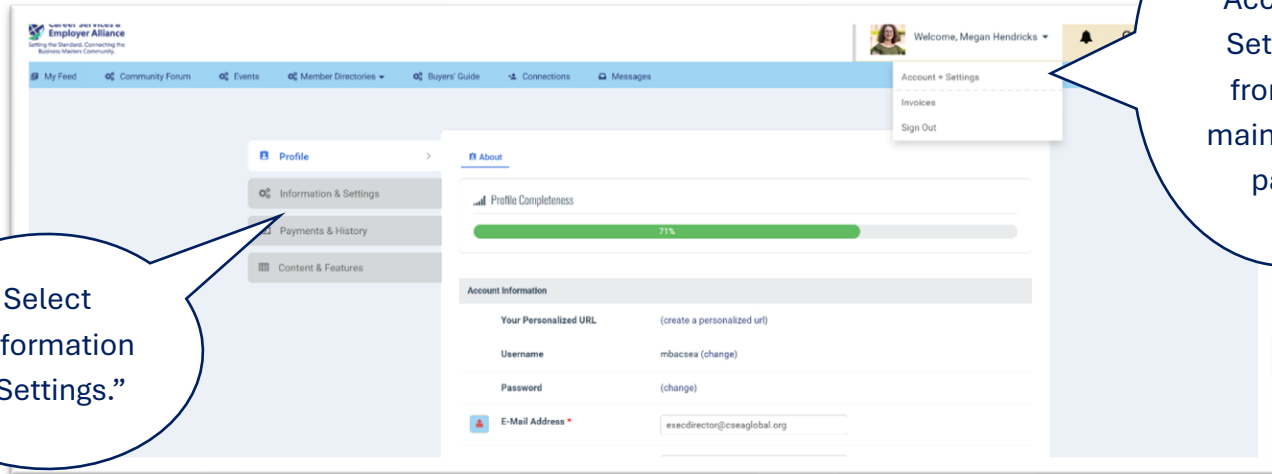 Career Services &
Employer Alliance
Setting the Standard. Connecting the
Business Masters Community.
Welcome, Megan Hendricks
My Feed Community Forum Events Member Directories Buyers' Guide Connections Messages
Account + Settings
Invoices
Sign Out
Profile
Information & Settings
Payments & History
Content & Features
About
Profile Completeness
71%
Account Information
Your Personalized URL (create a personalized url)
Username mbacsea (change)
Password (change)
E-Mail Address * execdirector@cseaglobal.org
Select
formation
Settings.”
Acc
Set
fro
main
pa